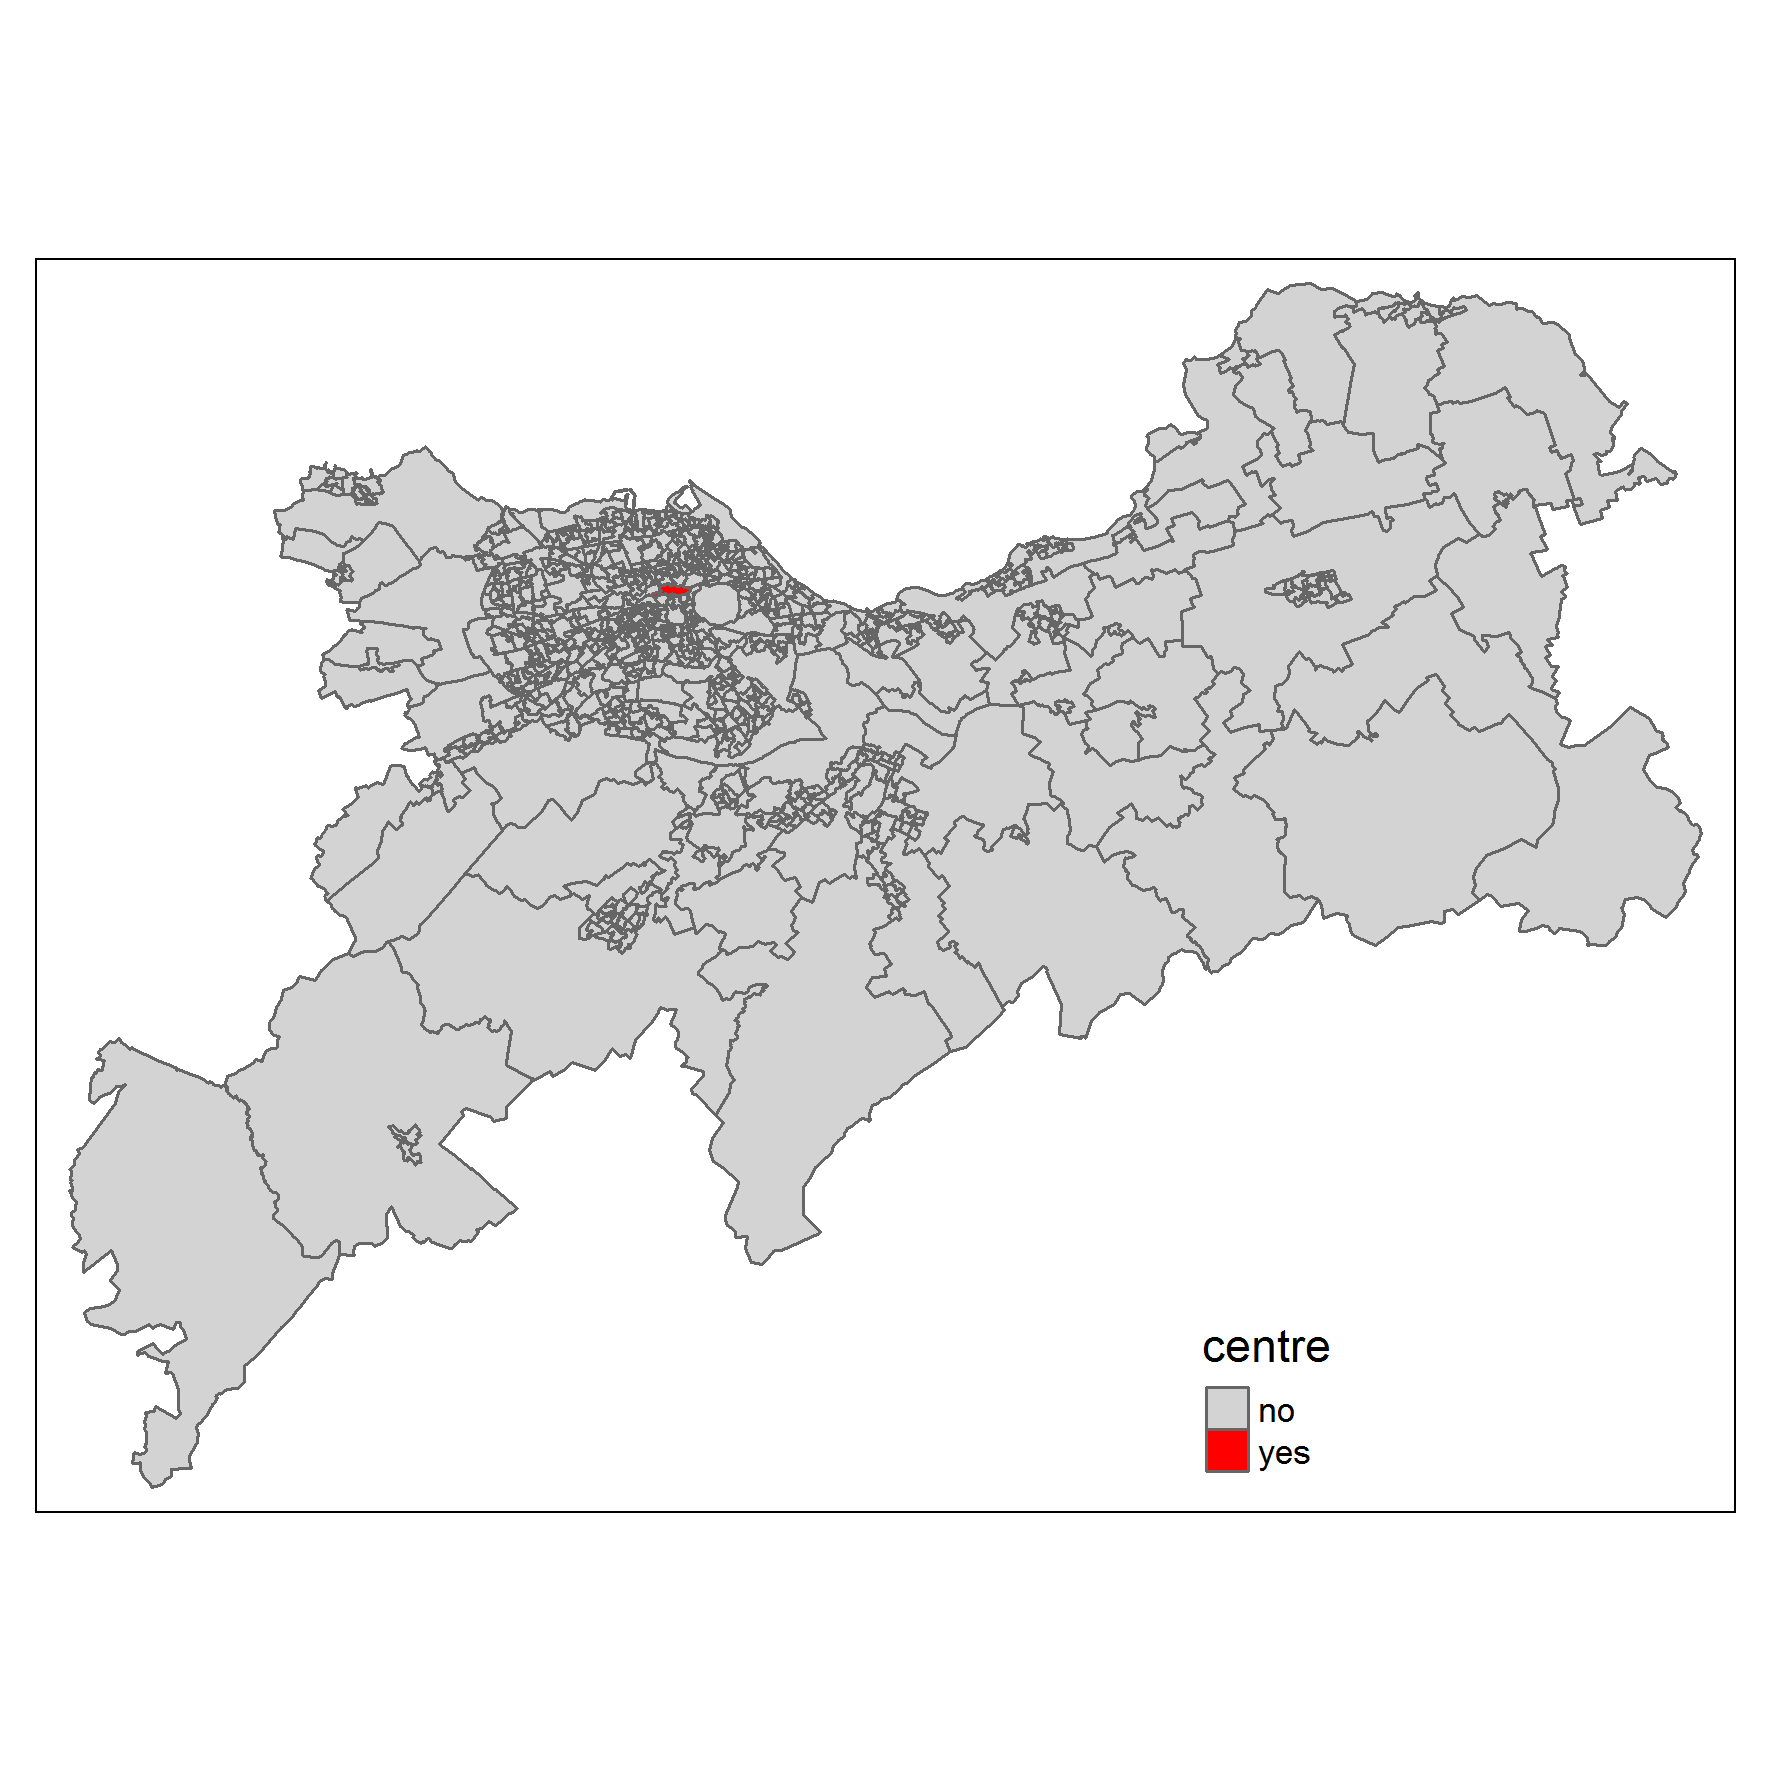 centre
no
yes